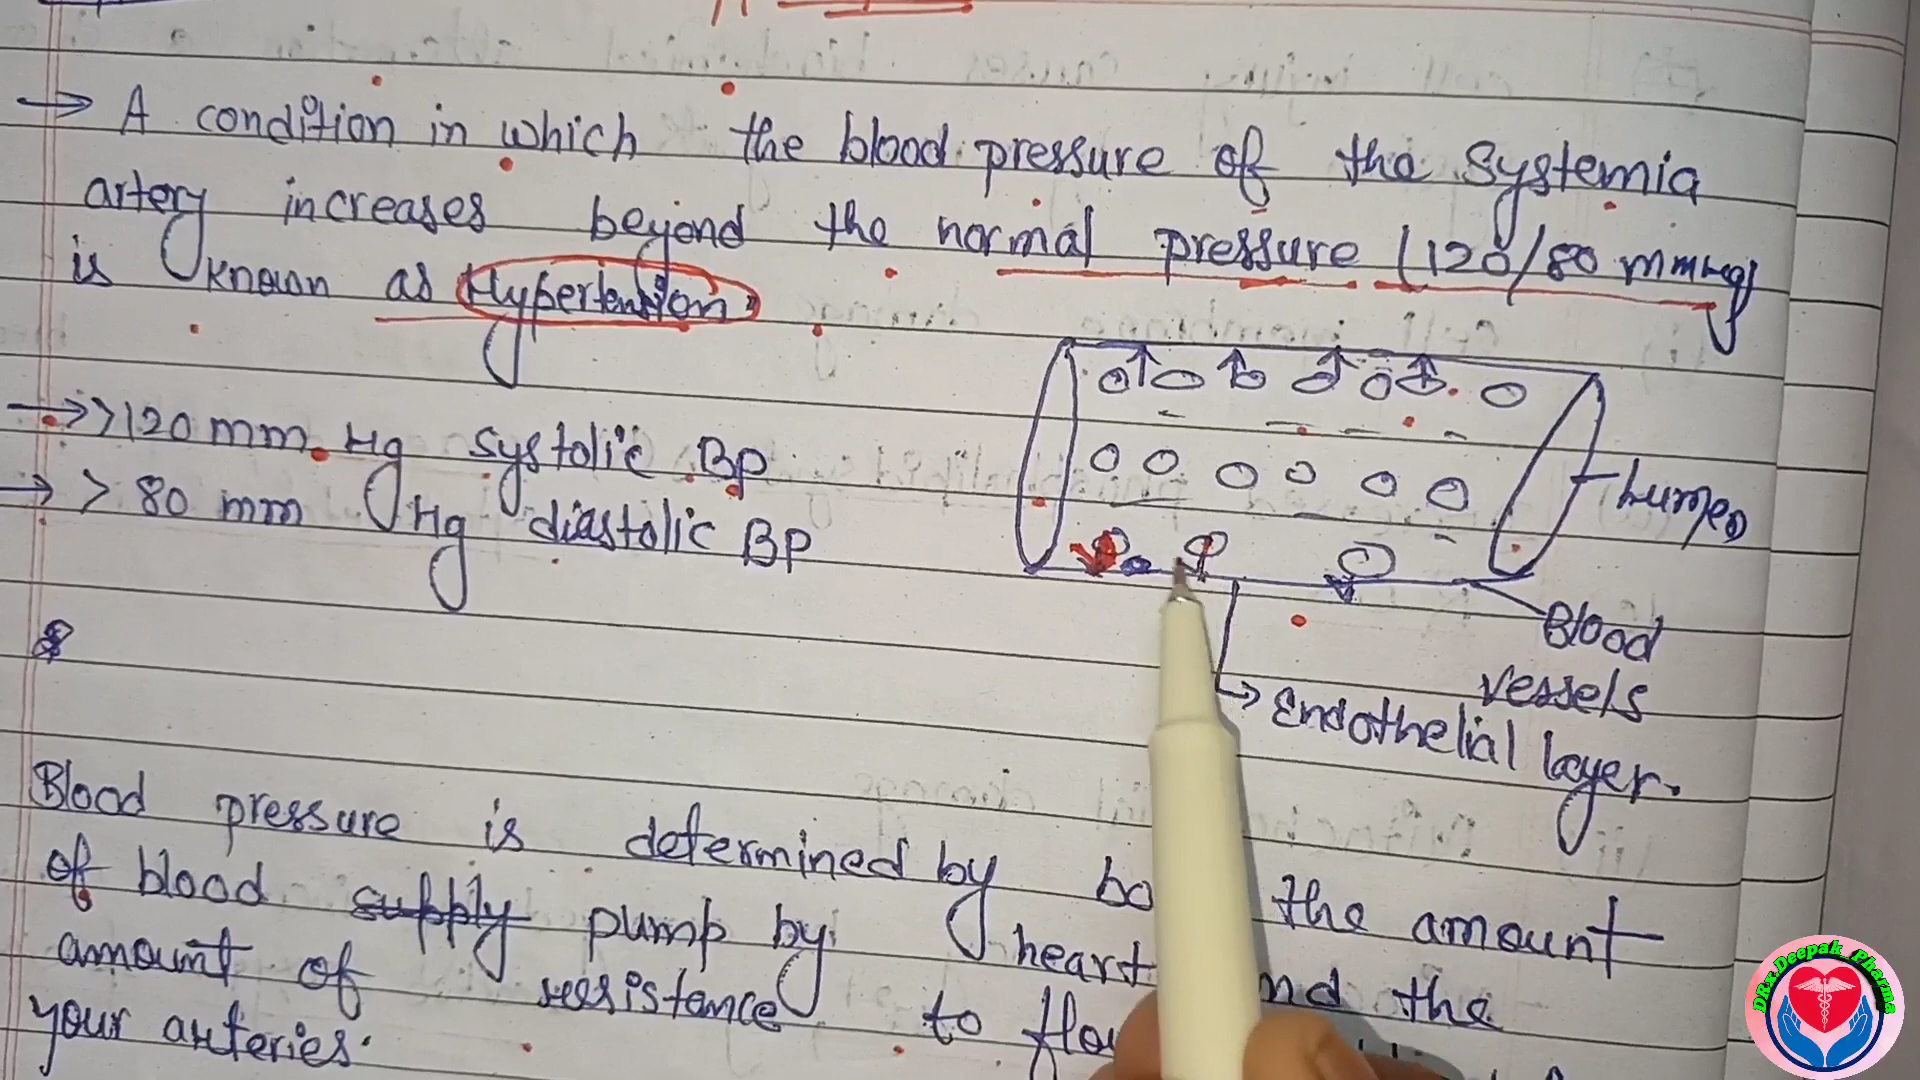 → A condition in which the blood pressure of the Systemic
artery increases beyond the normal pressure (120/80 mmHg)
is known as Hypertension
→ >120 mm Hg systolic BP
→ > 80 mm Hg diastolic BP
Lumen
Blood
vessels
→ Endothelial layer.
Blood pressure is determined by the amount
of blood supply pump by heart the
amount of resistance to
your arteries.
DRx.Deepak Pharma